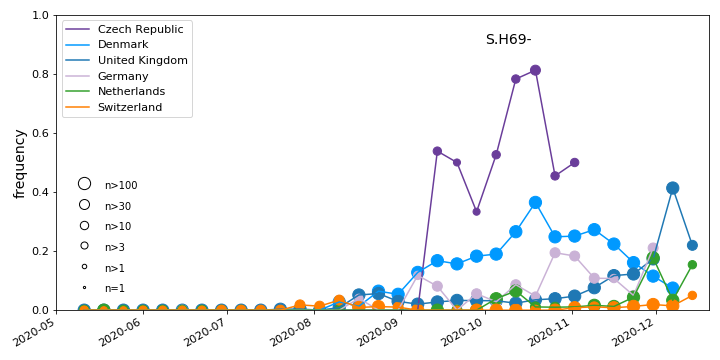 S.H69-
Czech Republic
Denmark
United Kingdom
Germany
Netherlands
Switzerland
n>100
n>30
n>10
n>3
n>1
n=1
frequency
1.0
0.8
0.6
0.4
0.2
0.0
2020-05
2020-06
2020-07
2020-08
2020-09
2020-10
2020-11
2020-12